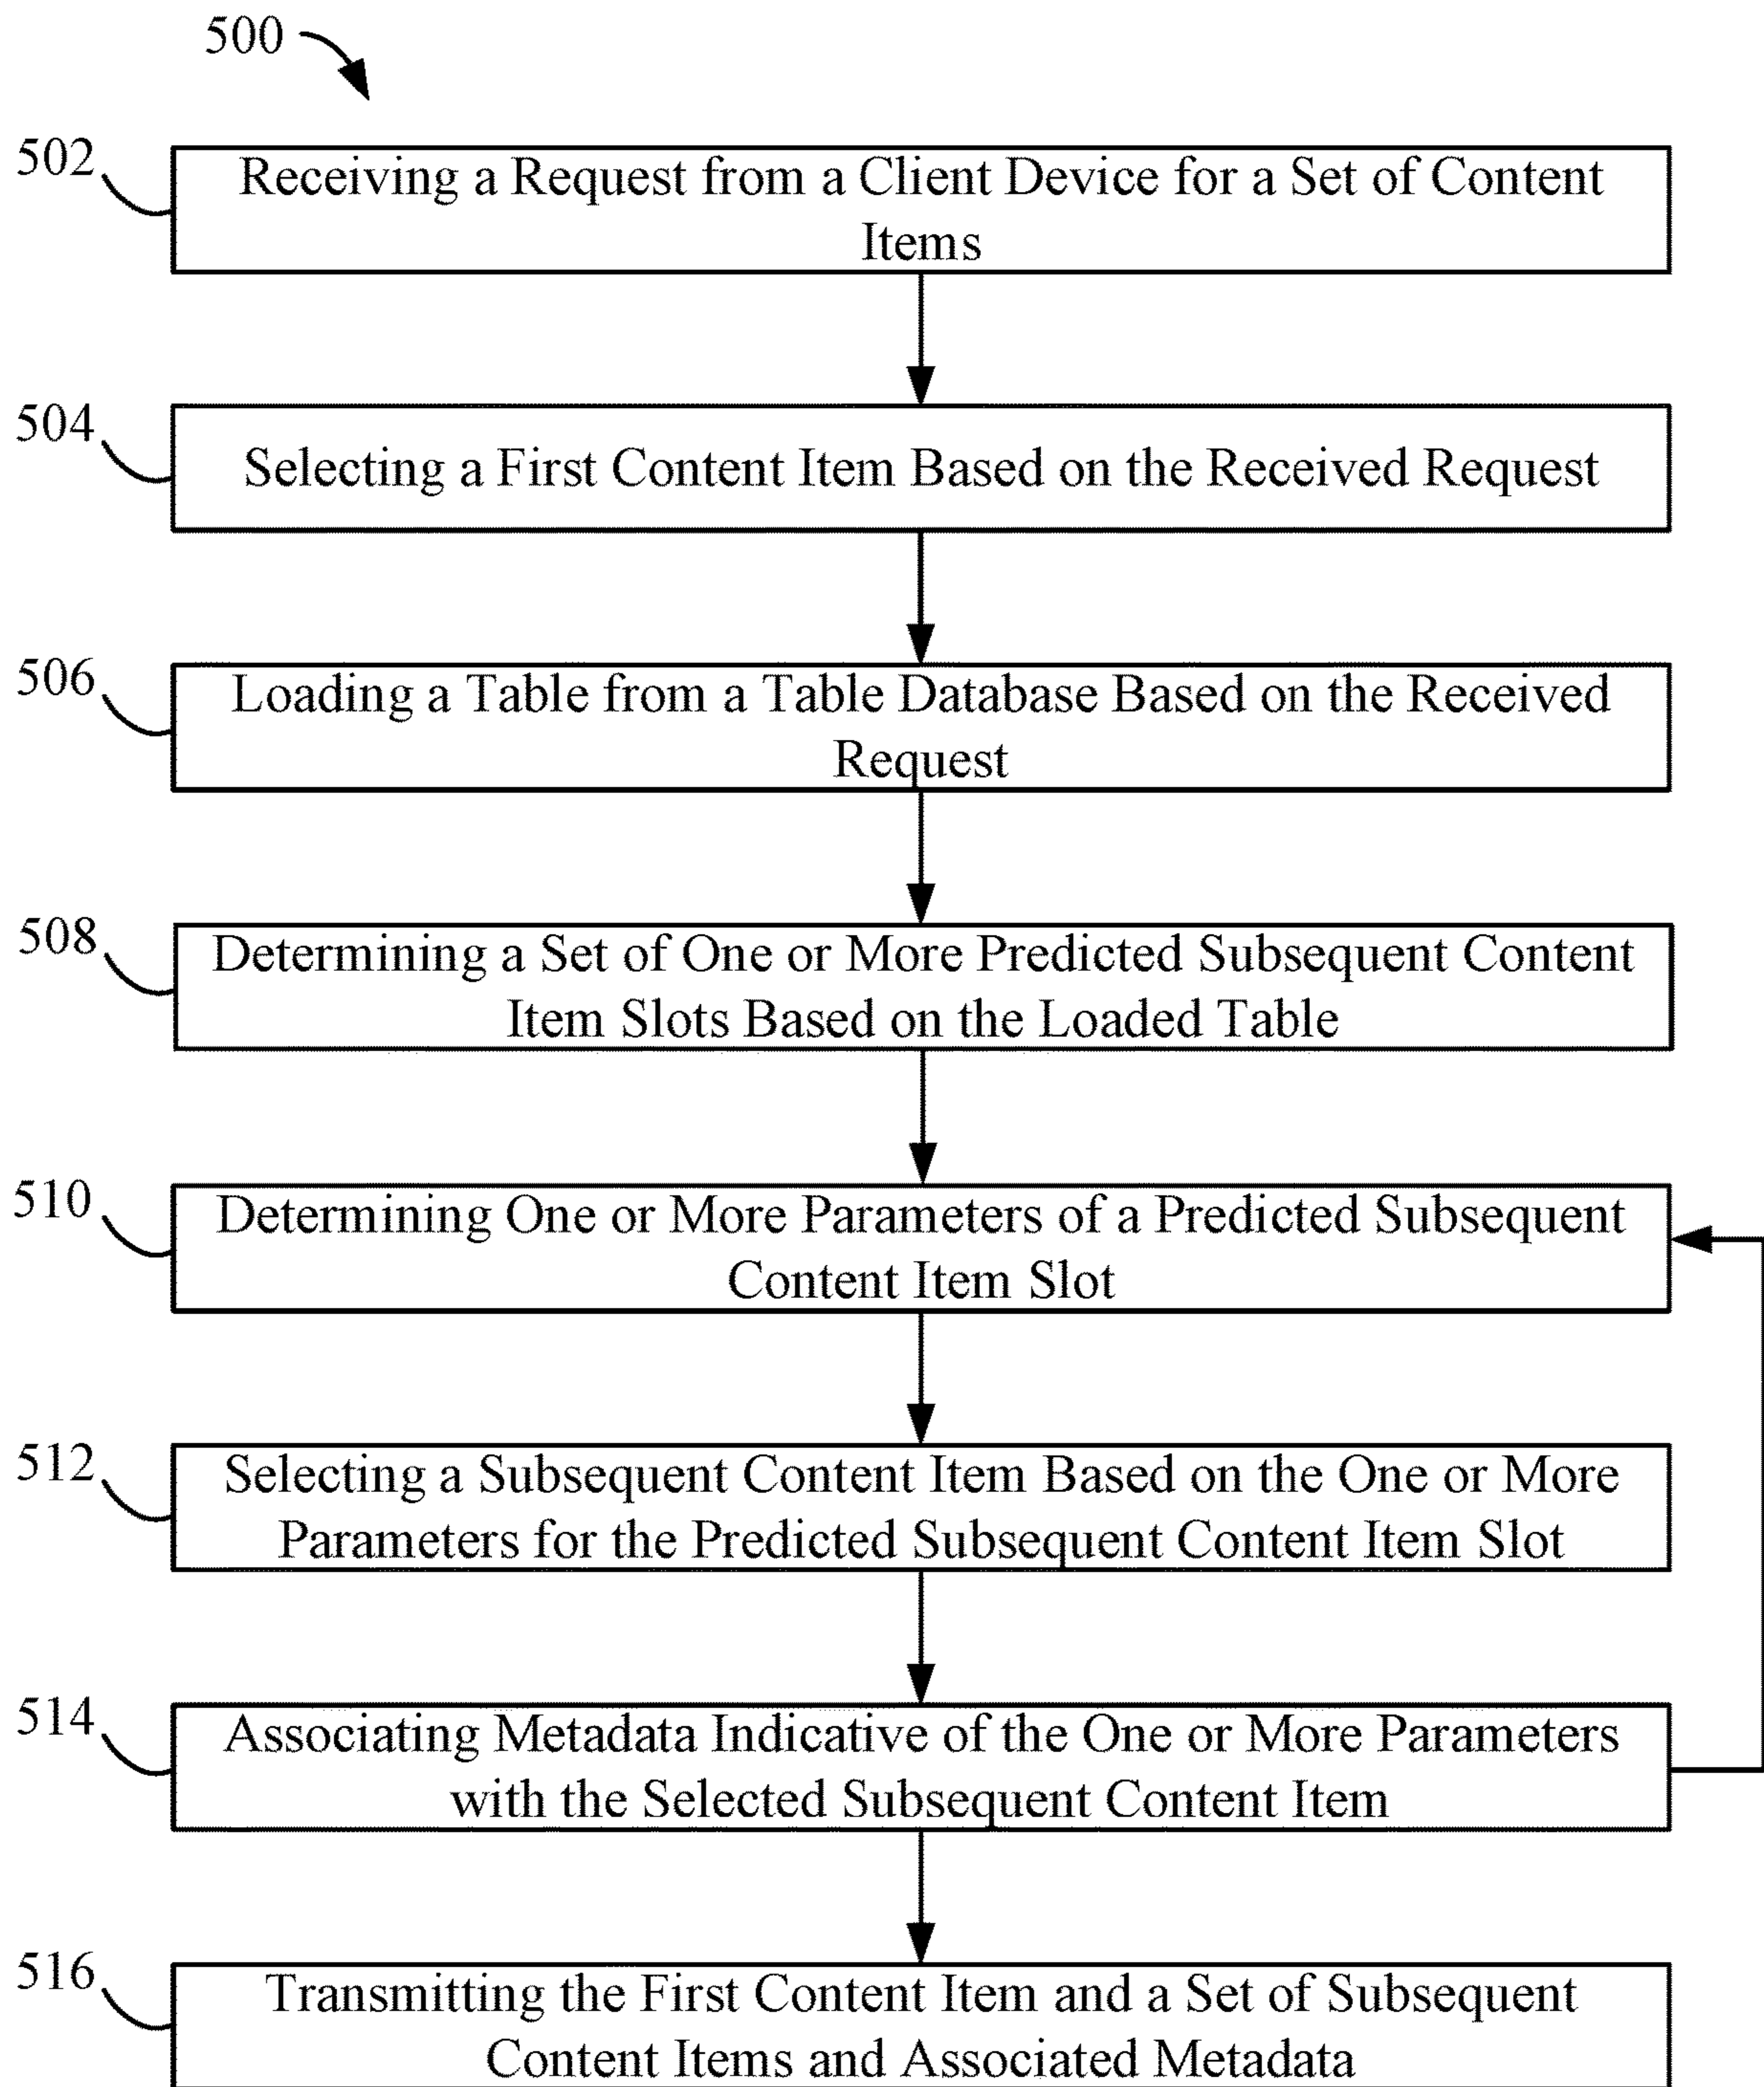 500
502
Receiving a Request from a Client Device for a Set of Content
Items
504
Selecting a First Content Item Based on the Received Request
506
Loading a Table from a Table Database Based on the Received
Request
508
Determining a Set of One or More Predicted Subsequent Content
Item Slots Based on the Loaded Table
510
Determining One or More Parameters of a Predicted Subsequent
Content Item Slot
512
Selecting a Subsequent Content Item Based on the One or More
Parameters for the Predicted Subsequent Content Item Slot
514
Associating Metadata Indicative of the One or More Parameters
with the Selected Subsequent Content Item
516
Transmitting the First Content Item and a Set of Subsequent
Content Items and Associated Metadata